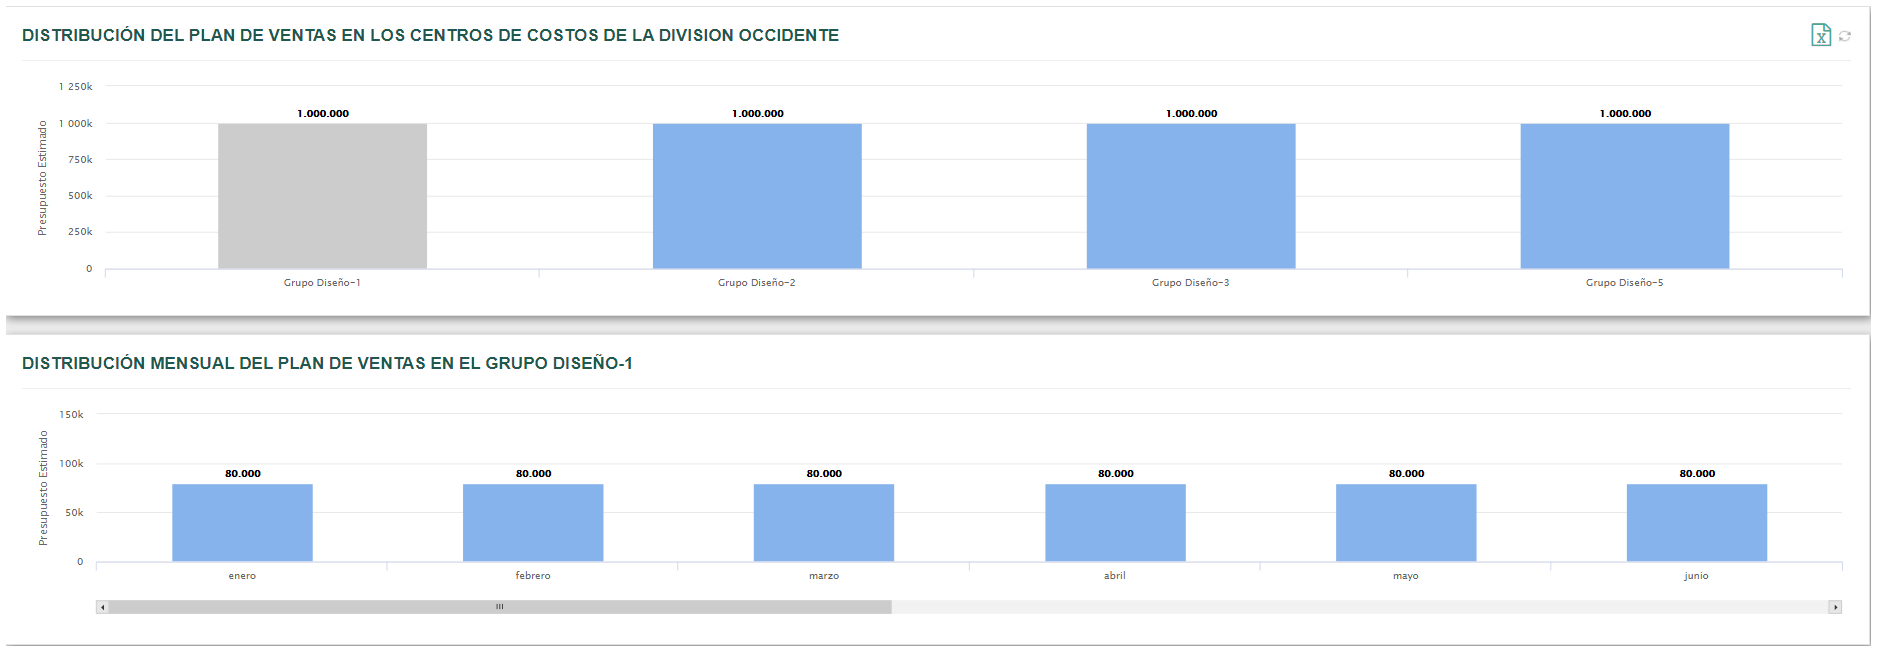 DISTRIBUCIÓN DEL PLAN DE VENTAS EN LOS CENTROS DE COSTOS DE LA DIVISION OCCIDENTE
Presupuesto Estimado
1 250k
1 000k
750k
500k
250k
0
1.000.000
1.000.000
1.000.000
1.000.000
Grupo Diseño-1
Grupo Diseño-2
Grupo Diseño-3
Grupo Diseño-5
DISTRIBUCIÓN MENSUAL DEL PLAN DE VENTAS EN EL GRUPO DISEÑO-1
Presupuesto Estimado
150k
100k
50k
0
80.000
80.000
80.000
80.000
80.000
80.000
enero
febrero
marzo
abril
mayo
junio